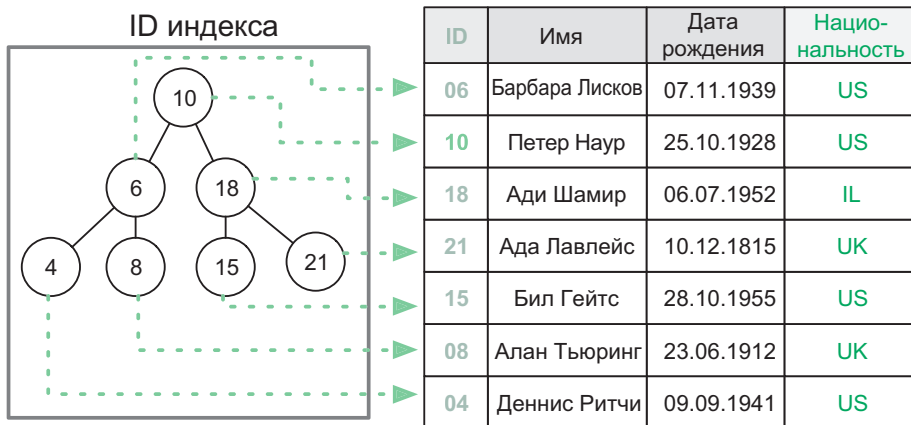 ID индекса
10
6
18
4
8
15
21
ID Имя Дата рождения Нацио-
нальность
06 Барбара Лисков 07.11.1939 US
10 Петер Наур 25.10.1928 US
18 Ади Шамир 06.07.1952 IL
21 Ада Лавлейс 10.12.1815 UK
15 Бил Гейтс 28.10.1955 US
08 Алан Тьюринг 23.06.1912 UK
04 Деннис Ритчи 09.09.1941 US